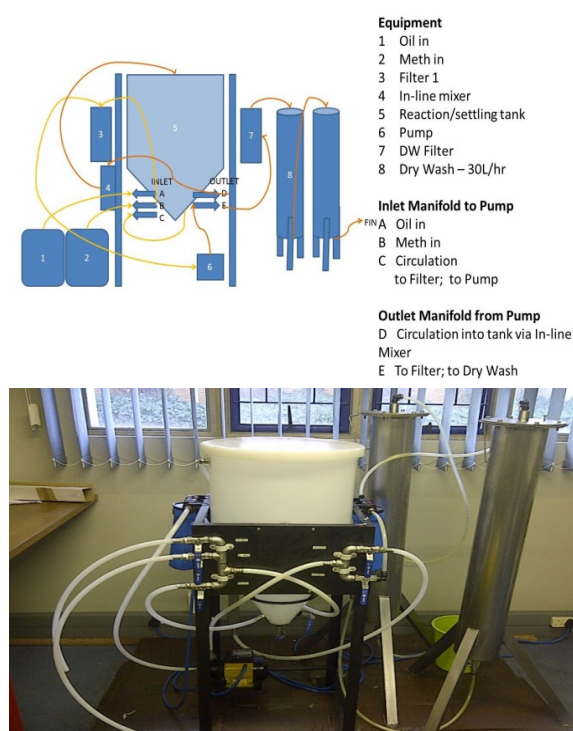 Equipment
1 Oil in
2 Meth in
3 Filter 1
4 In-line mixer
5 Reaction/settling tank
6 Pump
7 DW Filter
8 Dry Wash – 30L/hr
Inlet Manifold to Pump
A Oil in
B Meth in
C Circulation
to Filter; to Pump
Outlet Manifold from Pump
D Circulation into tank via In-line
Mixer
E To Filter; to Dry Wash
5
3
7
4
8
INLET
OUTLET
A
D
B
E
C
FIN
1
2
6